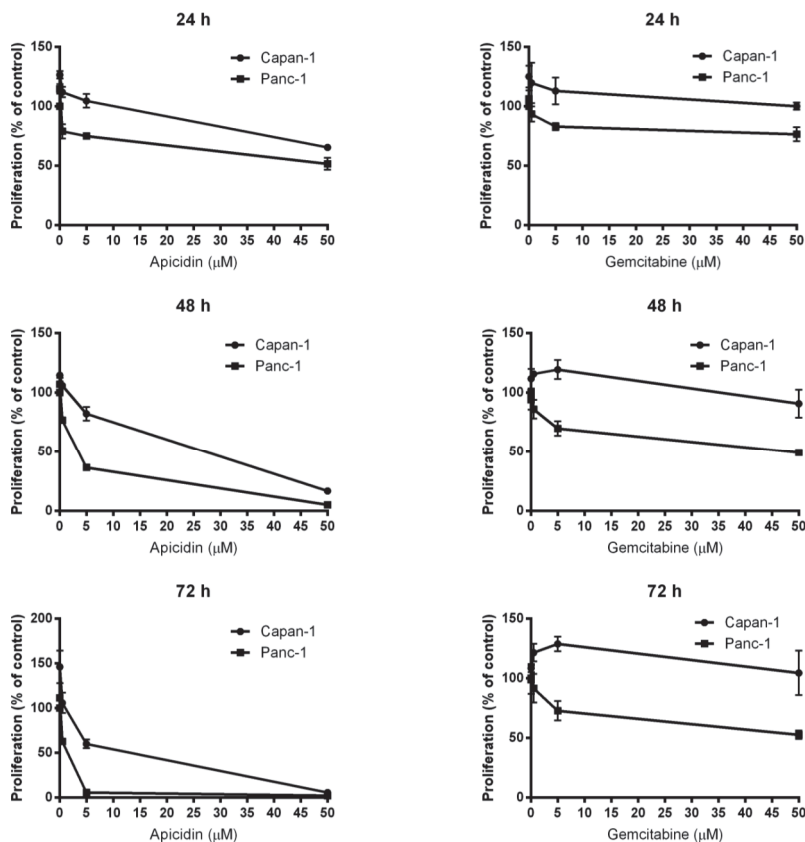 24 h
Proliferation (% of control)
150
100
50
0
Capan-1
Panc-1
0 5 10 15 20 25 30 35 40 45 50
Apicidin (μM)
24 h
Proliferation (% of control)
150
100
50
0
Capan-1
Panc-1
0 5 10 15 20 25 30 35 40 45 50
Gemcitabine (μM)
48 h
Proliferation (% of control)
150
100
50
0
Capan-1
Panc-1
0 5 10 15 20 25 30 35 40 45 50
Apicidin (μM)
48 h
Proliferation (% of control)
150
100
50
0
Capan-1
Panc-1
0 5 10 15 20 25 30 35 40 45 50
Gemcitabine (μM)
72 h
Proliferation (% of control)
200
150
100
50
0
Capan-1
Panc-1
0 5 10 15 20 25 30 35 40 45 50
Apicidin (μM)
72 h
Proliferation (% of control)
150
100
50
0
Capan-1
Panc-1
0 5 10 15 20 25 30 35 40 45 50
Gemcitabine (μM)